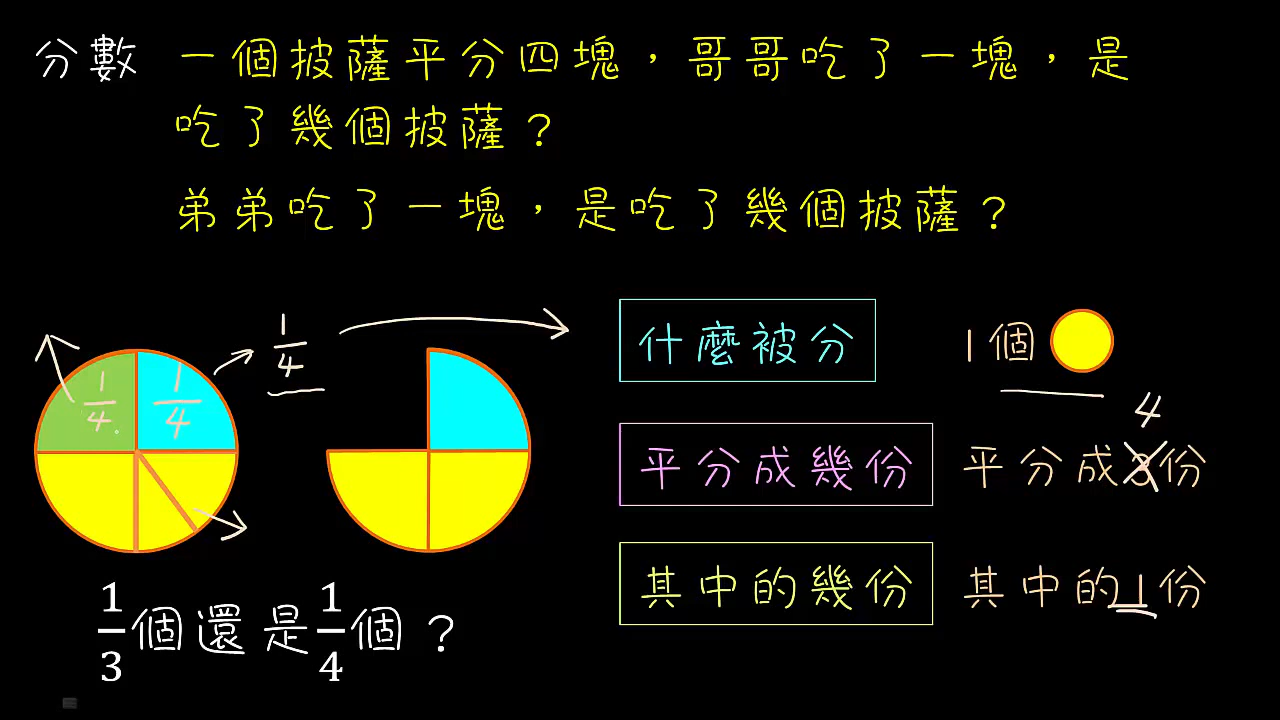 分數 一個披薩平分四塊，哥哥吃了一塊，是
吃了幾個披薩？
弟弟吃了一塊，是吃了幾個披薩？
1/4
1/4 1/4
什麼被分 1個
4
平分成幾份 平分成3份
其中的幾份 其中的1份
1/3個還是1/4個？